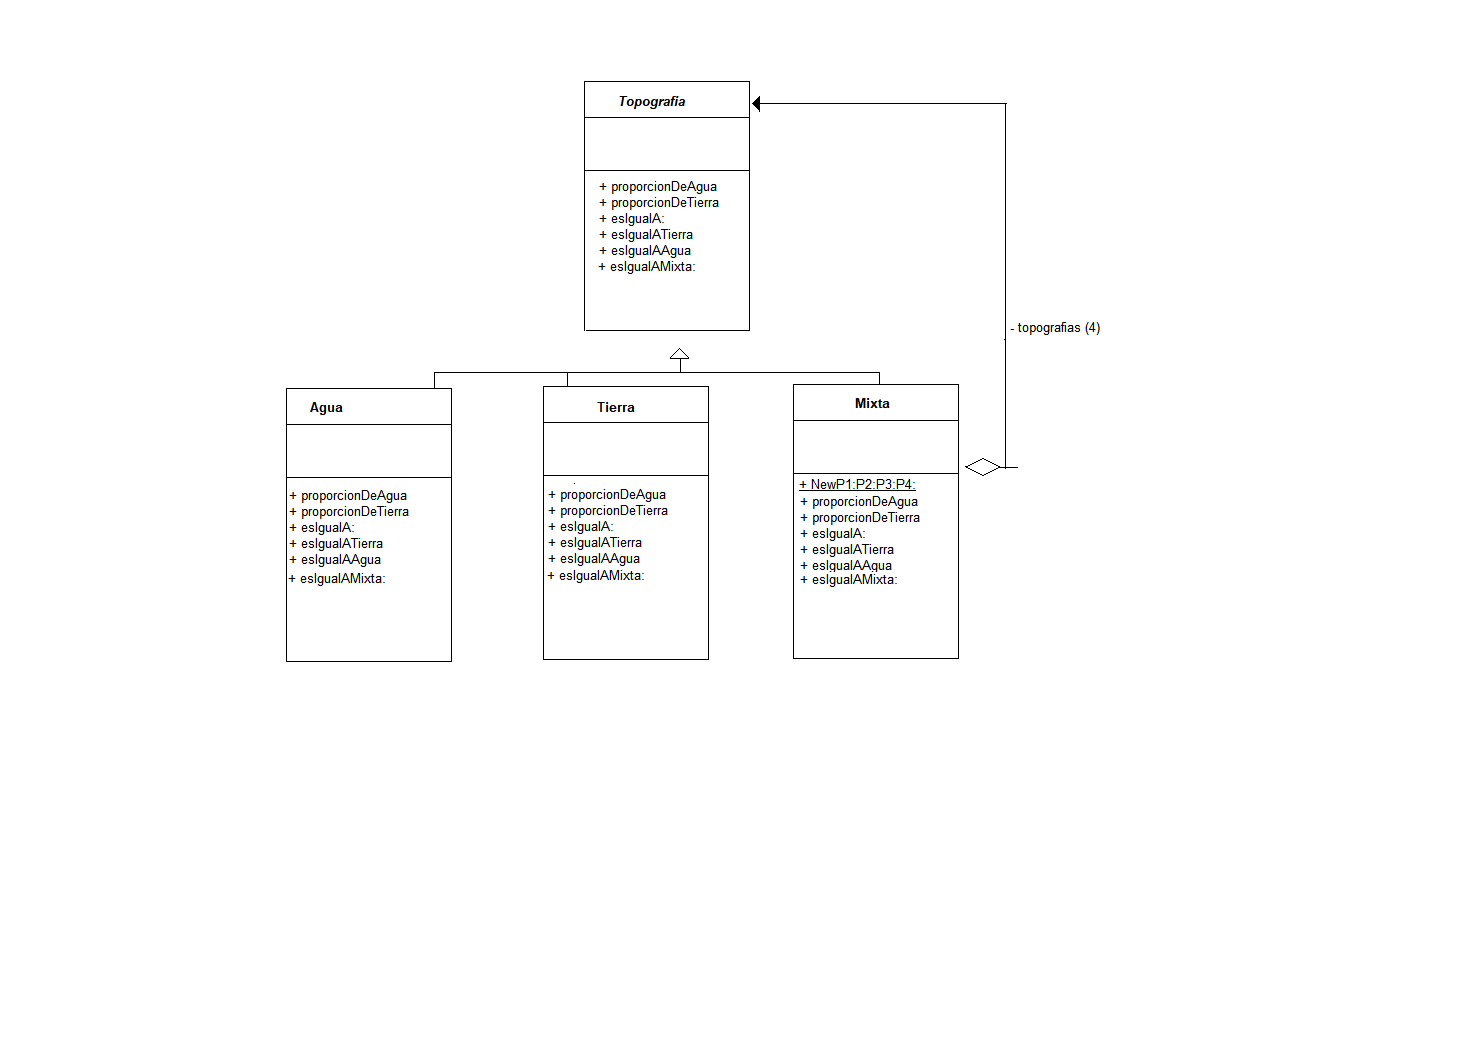 Topografia
+ proporcionDeAgua
+ proporcionDeTierra
+ esIgualA:
+ esIgualATierra
+ esIgualAAgua
+ esIgualAMixta:
- topografias (4)
Agua
+ proporcionDeAgua
+ proporcionDeTierra
+ esIgualA:
+ esIgualATierra
+ esIgualAAgua
+ esIgualAMixta:
Tierra
+ proporcionDeAgua
+ proporcionDeTierra
+ esIgualA:
+ esIgualATierra
+ esIgualAAgua
+ esIgualAMixta:
Mixta
+ NewP1:P2:P3:P4:
+ proporcionDeAgua
+ proporcionDeTierra
+ esIgualA:
+ esIgualATierra
+ esIgualAAgua
+ esIgualAMixta: